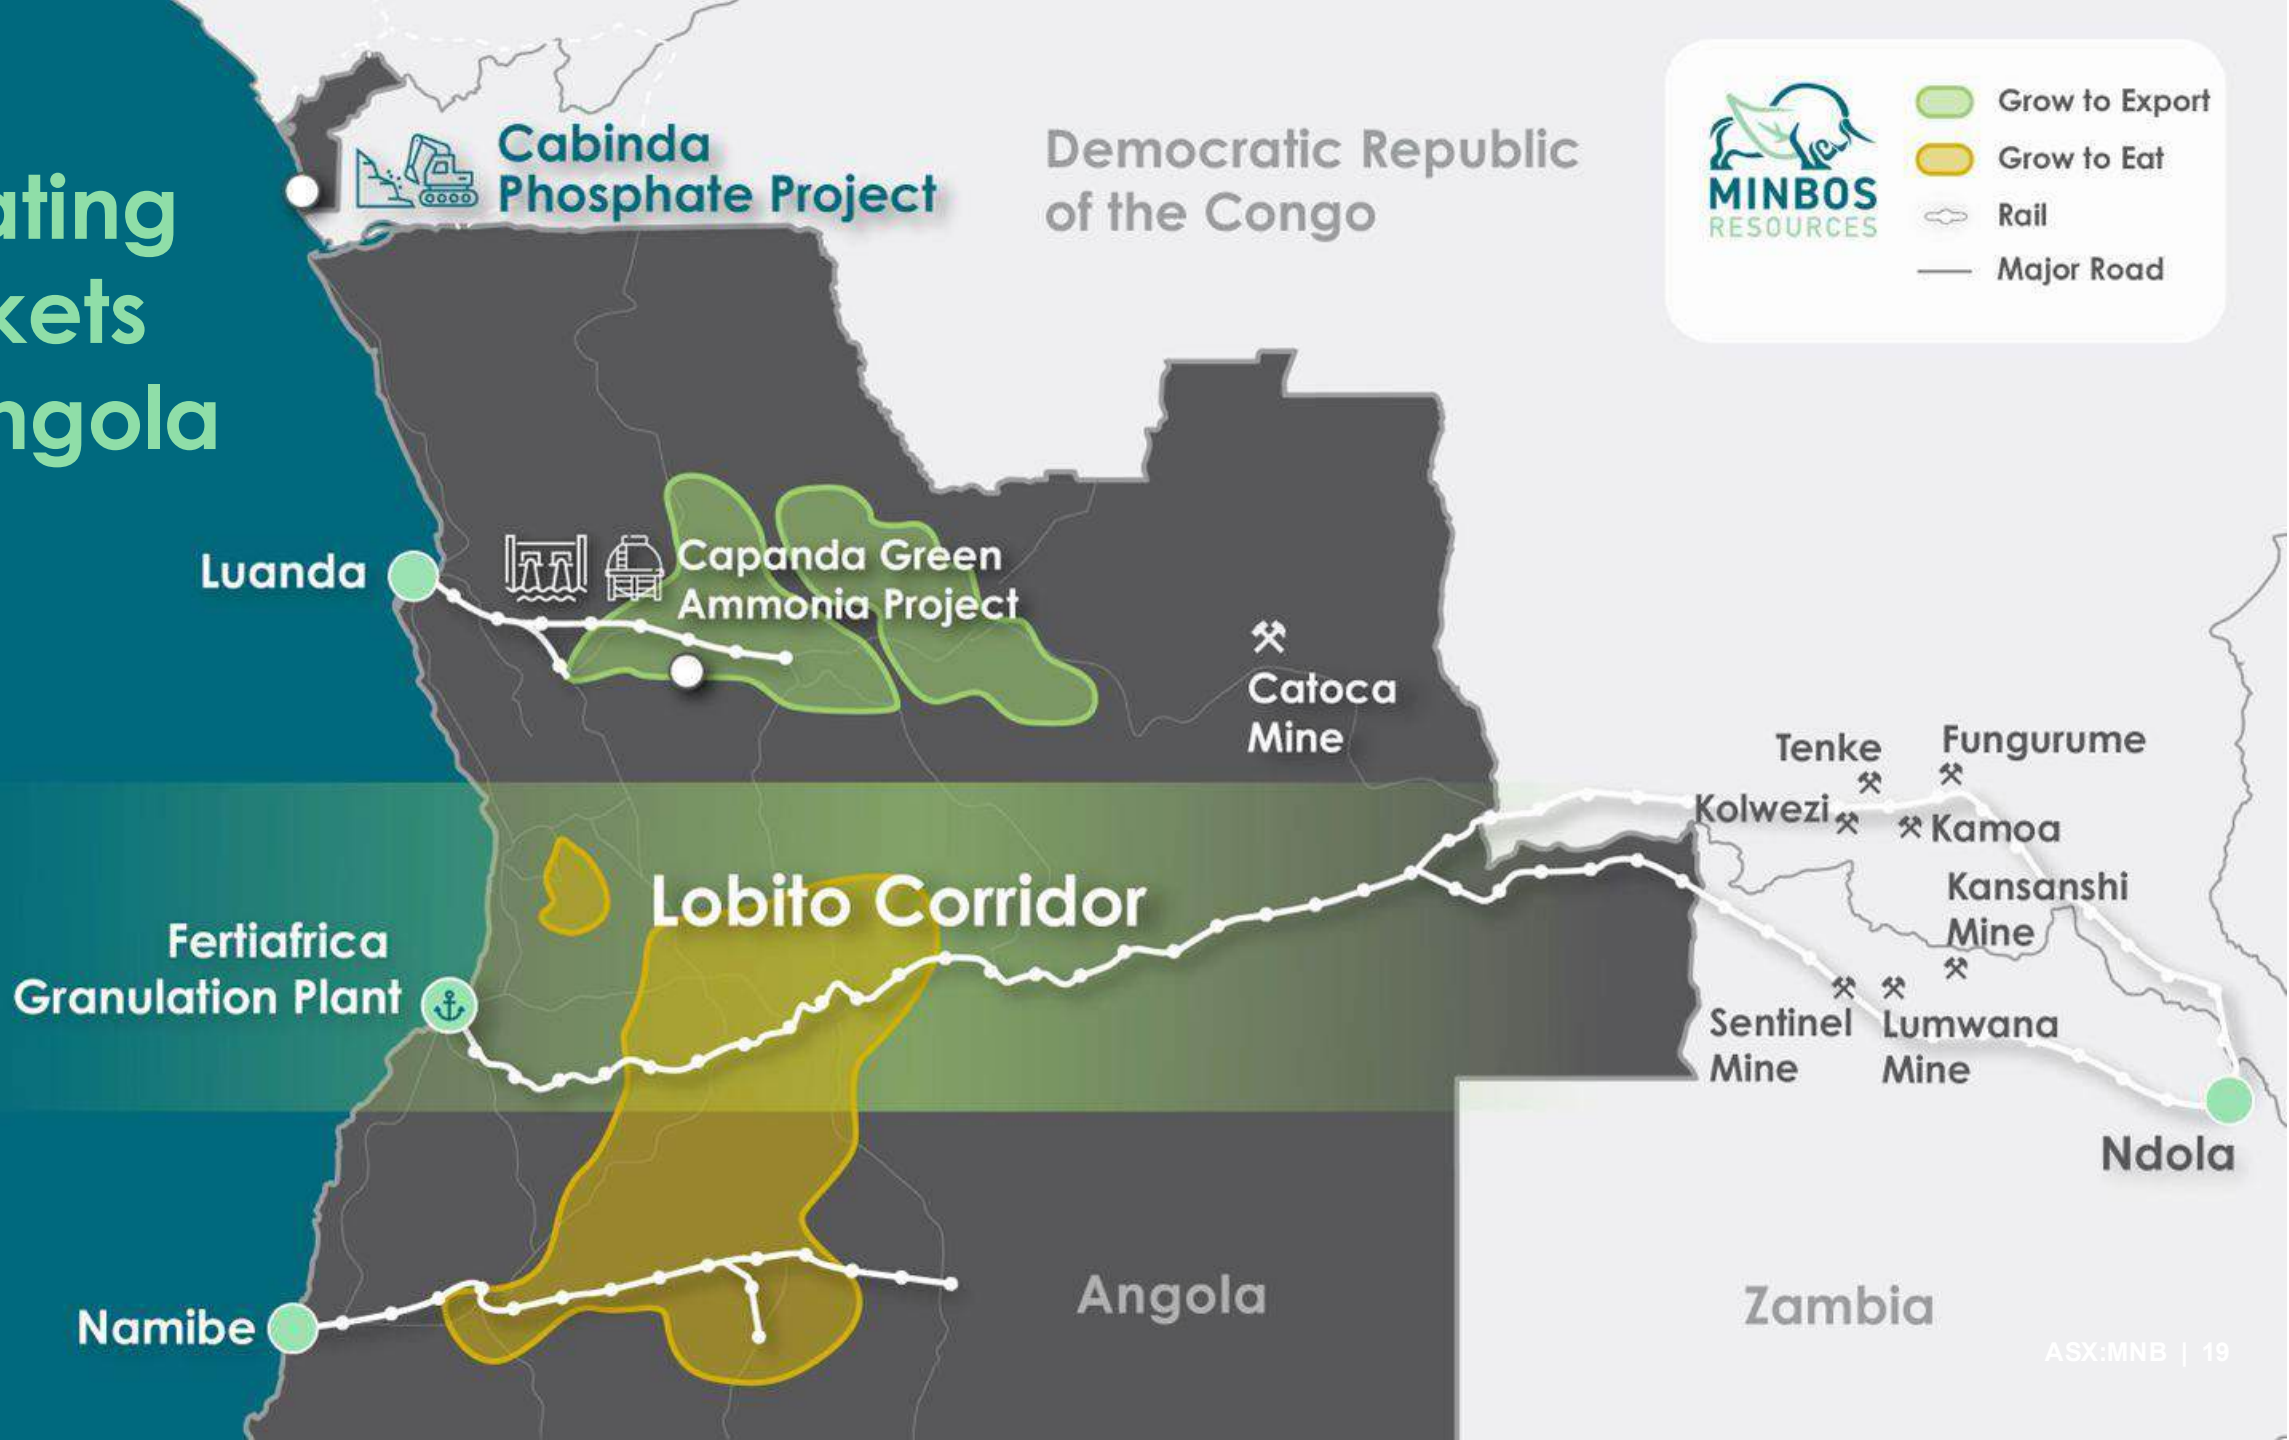 ating
kets
ngola
Cabinda
Phosphate Project
Democratic Republic
of the Congo
MINBOS
RESOURCES
Grow to Export
Grow to Eat
Rail
Major Road
Luanda
Capanda Green
Ammonia Project
Catoca
Mine
Tenke
Fungurume
Kolwezi
Kamoa
Kansanshi
Mine
Lobito Corridor
Fertiafrica
Granulation Plant
Sentinel
Mine
Lumwana
Mine
Ndola
Namibe
Angola
Zambia
ASX:MNB | 19